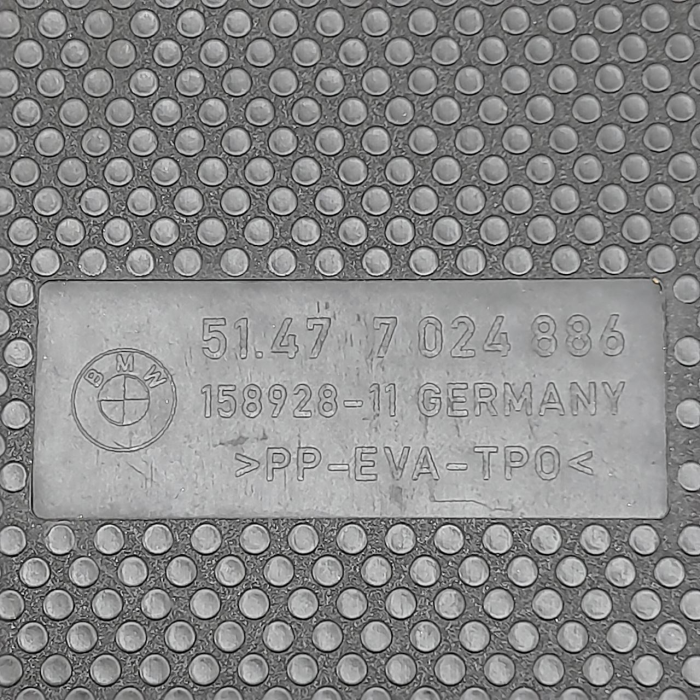 51.47 7 024 886
BMW
158928-11 GERMANY
>PP-EVA-TPO<